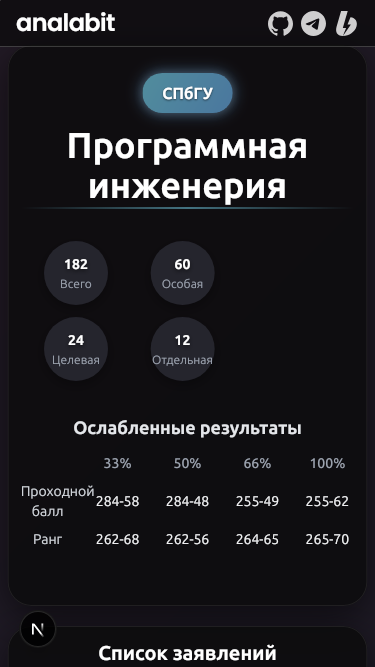 analabit
СПбГУ
Программная
инженерия
182
Всего
60
Особая
24
Целевая
12
Отдельная
Ослабленные результаты
33% 50% 66% 100%
Проходной
балл 284-58 284-48 255-49 255-62
Ранг 262-68 262-56 264-65 265-70
N
Список заявлений